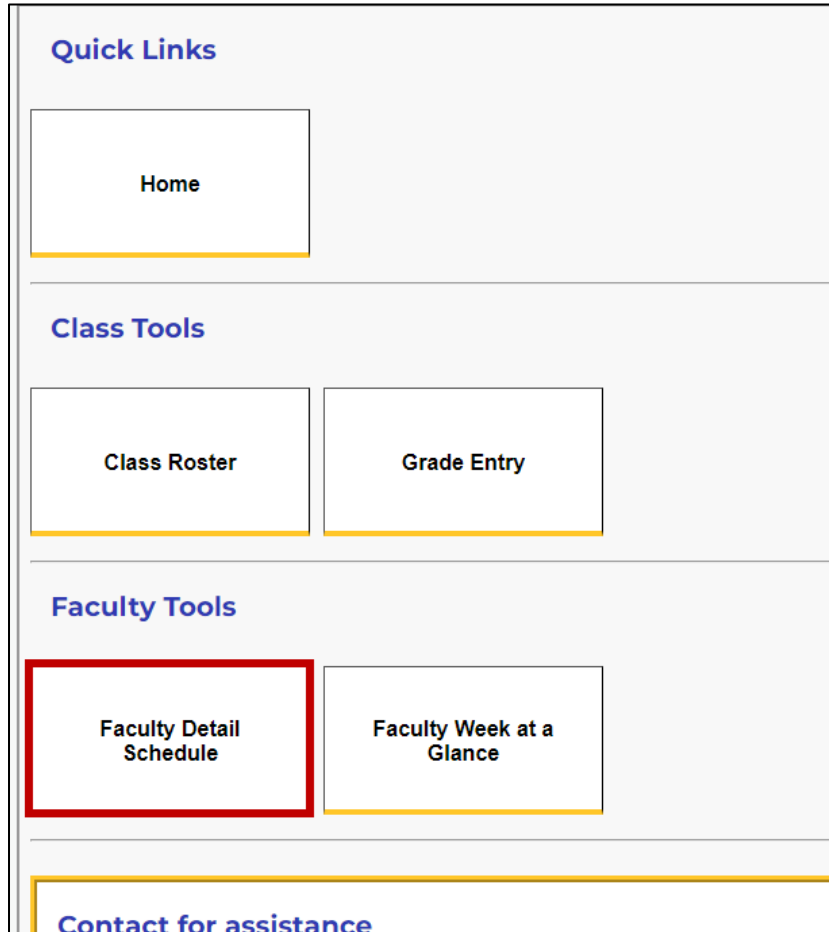 Quick Links
Home
Class Tools
Class Roster
Grade Entry
Faculty Tools
Faculty Detail
Schedule
Faculty Week at a
Glance
Contact for assistance